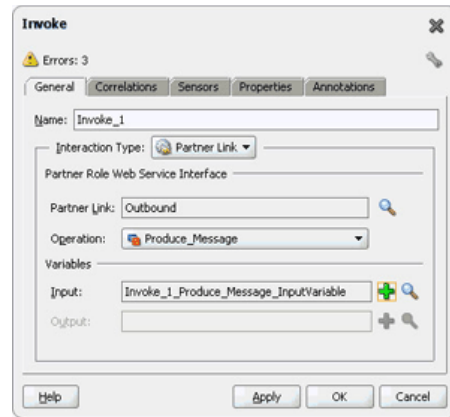 Invoke
Errors: 3
General Correlations Sensors Properties Annotations
Name: Invoke_1
Interaction Type: Partner Link
Partner Role Web Service Interface
Partner Link: Outbound
Operation: Produce_Message
Variables
Input: Invoke_1_Produce_Message_InputVariable
Output:
Help Apply OK Cancel